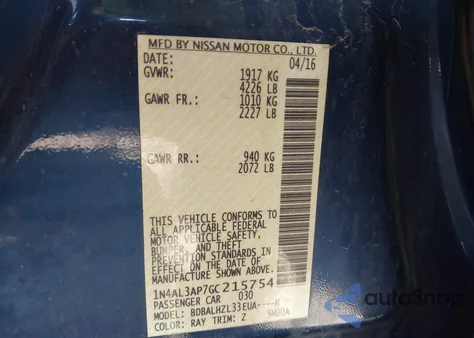 MFD BY NISSAN MOTOR CO., LTD.
DATE: 04/16
GVWR: 1917 KG
4226 LB
GAWR FR.: 1010 KG
2227 LB
GAWR RR.: 940 KG
2072 LB
THIS VEHICLE CONFORMS TO
ALL APPLICABLE FEDERAL
MOTOR VEHICLE SAFETY,
BUMPER, AND THEFT
PREVENTION STANDARDS IN
EFFECT ON THE DATE OF
MANUFACTURE SHOWN ABOVE.
1N4AL3AP7GC215754
PASSENGER CAR 030
MODEL: BDBALHZL33EUA----H
COLOR: RAY TRIM: Z
autoSnap